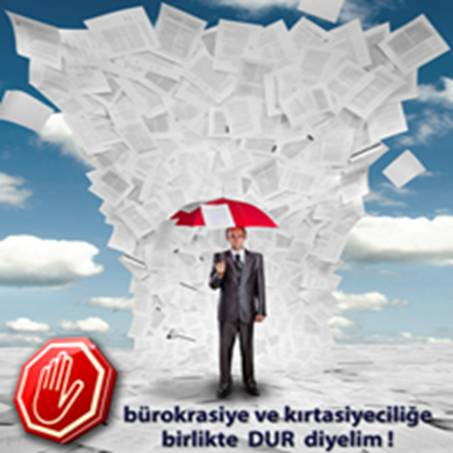 bürokrasiye ve kırtasiyeciliğe
birlikte DUR diyelim !